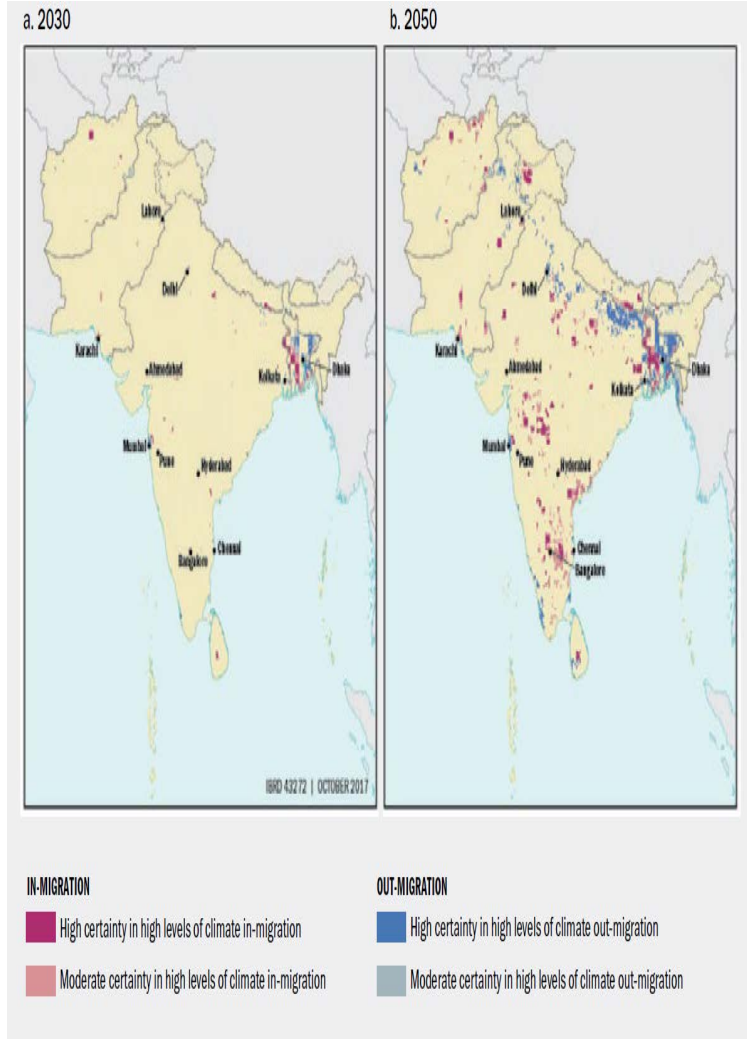 a. 2030
b. 2050
Lahore
Delhi
Karachi
Ahmedabad
Kolkata
Dhaka
Mumbai
Pune
Hyderabad
Chennai
Bangalore
IBRD 43272 | OCTOBER 2017
Lahore
Delhi
Karachi
Ahmedabad
Kolkata
Dhaka
Mumbai
Pune
Hyderabad
Chennai
Bangalore
IN-MIGRATION
High certainty in high levels of climate in-migration
Moderate certainty in high levels of climate in-migration
OUT-MIGRATION
High certainty in high levels of climate out-migration
Moderate certainty in high levels of climate out-migration